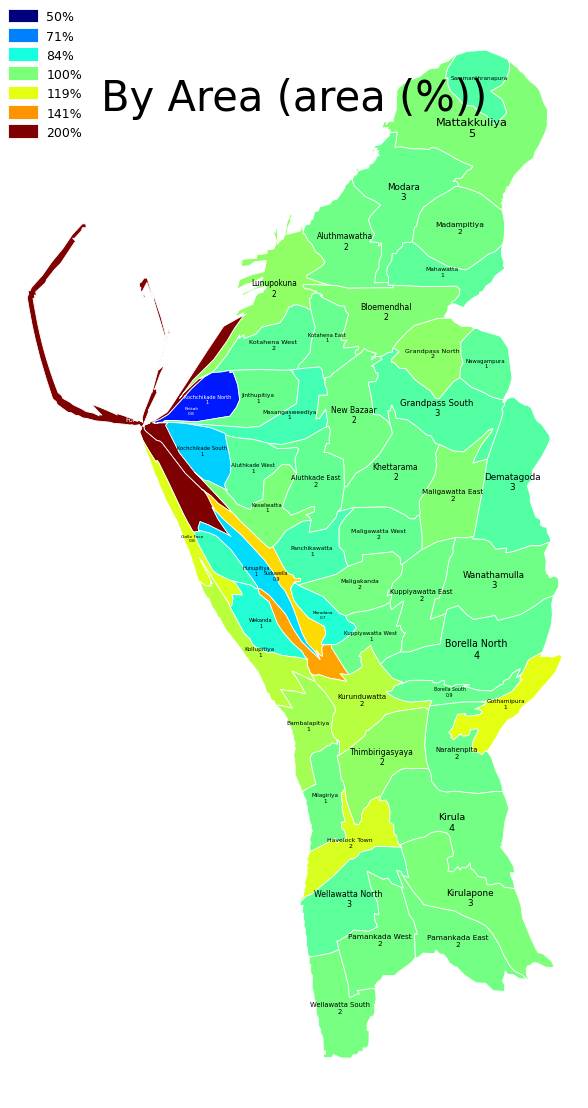 50%
71%
84%
100%
119%
141%
200%
By Area (area (%))
Sammanthranapura
Mattakkuliya
5
Modara
3
Madampitiya
2
Aluthmawatha
2
Mahawatta
1
Lunupokuna
2
Bloemendhal
2
Kotahena East
1
Kotahena West
2
Grandpass North
2
Nawagampura
1
Kochchikade North
1
Jinthupitiya
1
Pettah
0.8
Masangasweediya
1
New Bazaar
2
Grandpass South
3
Kochchikade South
1
Aluthkade West
1
Aluthkade East
2
Khettarama
2
Dematagoda
3
Maligawatta East
2
Keselwatta
1
Maligawatta West
2
Galle Face
0.8
Panchikawatta
1
Hunupitiya
1
Suduwella
0.9
Maligakanda
2
Wanathamulla
3
Kuppiyawatta East
2
Maradana
0.7
Wekanda
1
Kuppiyawatta West
1
Kollupitiya
1
Borella North
4
Borella South
0.9
Kurunduwatta
2
Gothamipura
1
Bambalapitiya
1
Thimbirigasyaya
2
Narahenpita
2
Milagiriya
1
Kirula
4
Havelock Town
2
Wellawatta North
3
Kirulapone
3
Pamankada West
2
Pamankada East
2
Wellawatta South
2